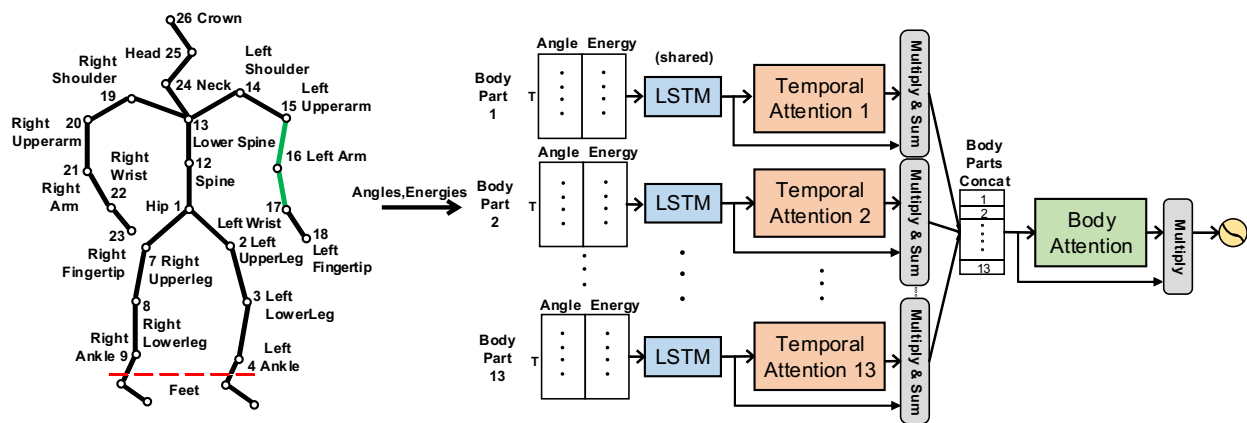 26 Crown
Head 25
24 Neck
Right
Shoulder
19
Left
Shoulder
14
15
Left
Upperarm
20
Right
Upperarm
13
Lower Spine
12
Spine
16 Left Arm
21
Right
Arm
Right
Wrist
22
23
Right
Fingertip
Hip 1
17
Left Wrist
18
Left
Fingertip
2 Left
UpperLeg
7 Right
Upperleg
8
Right
Lowerleg
3 Left
LowerLeg
Right
Ankle 9
Left
4 Ankle
Feet
Angles,Energies
Body
Part
1
T
Angle Energy
(shared)
LSTM
Temporal
Attention 1
Multiply & Sum
Body
Part
2
T
Angle Energy
LSTM
Temporal
Attention 2
Multiply & Sum
Body
Part
13
T
Angle Energy
LSTM
Temporal
Attention 13
Multiply & Sum
Body
Parts
Concat
1
2
13
Body
Attention
Multiply